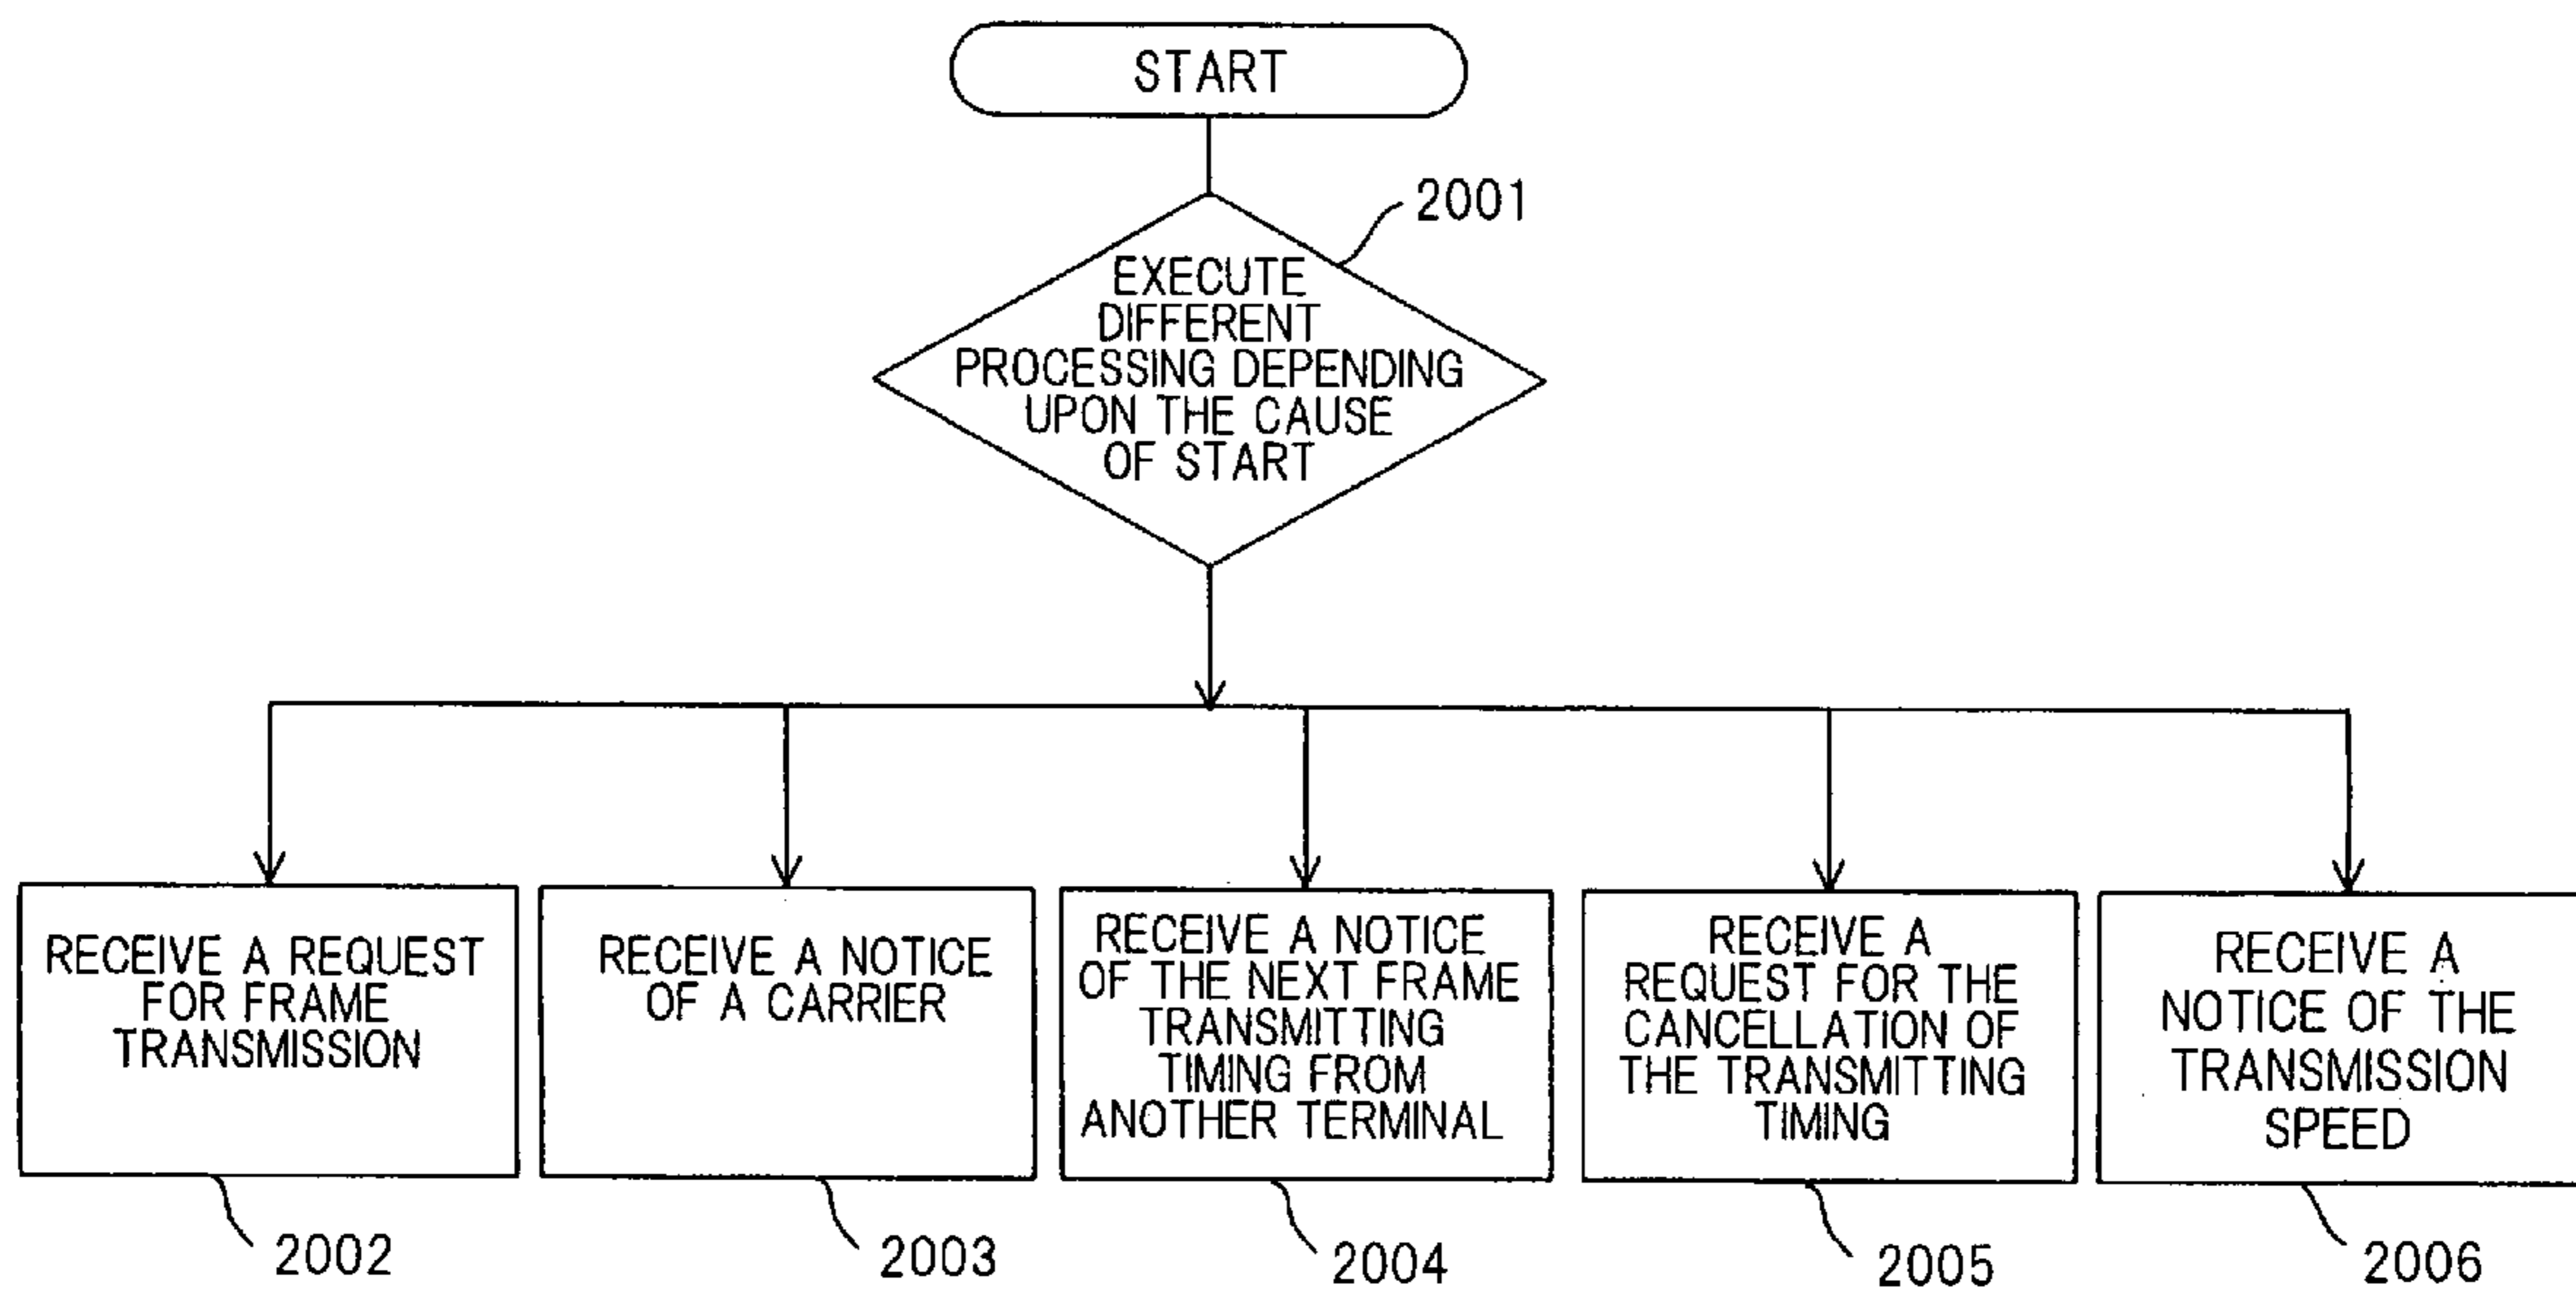 START
2001
EXECUTE
DIFFERENT
PROCESSING DEPENDING
UPON THE CAUSE
OF START
RECEIVE A REQUEST
FOR FRAME
TRANSMISSION
2002
RECEIVE A NOTICE
OF A CARRIER
2003
RECEIVE A NOTICE
OF THE NEXT FRAME
TRANSMITTING
TIMING FROM
ANOTHER TERMINAL
2004
RECEIVE A
REQUEST FOR THE
CANCELLATION OF
THE TRANSMITTING
TIMING
2005
RECEIVE A
NOTICE OF THE
TRANSMISSION
SPEED
2006